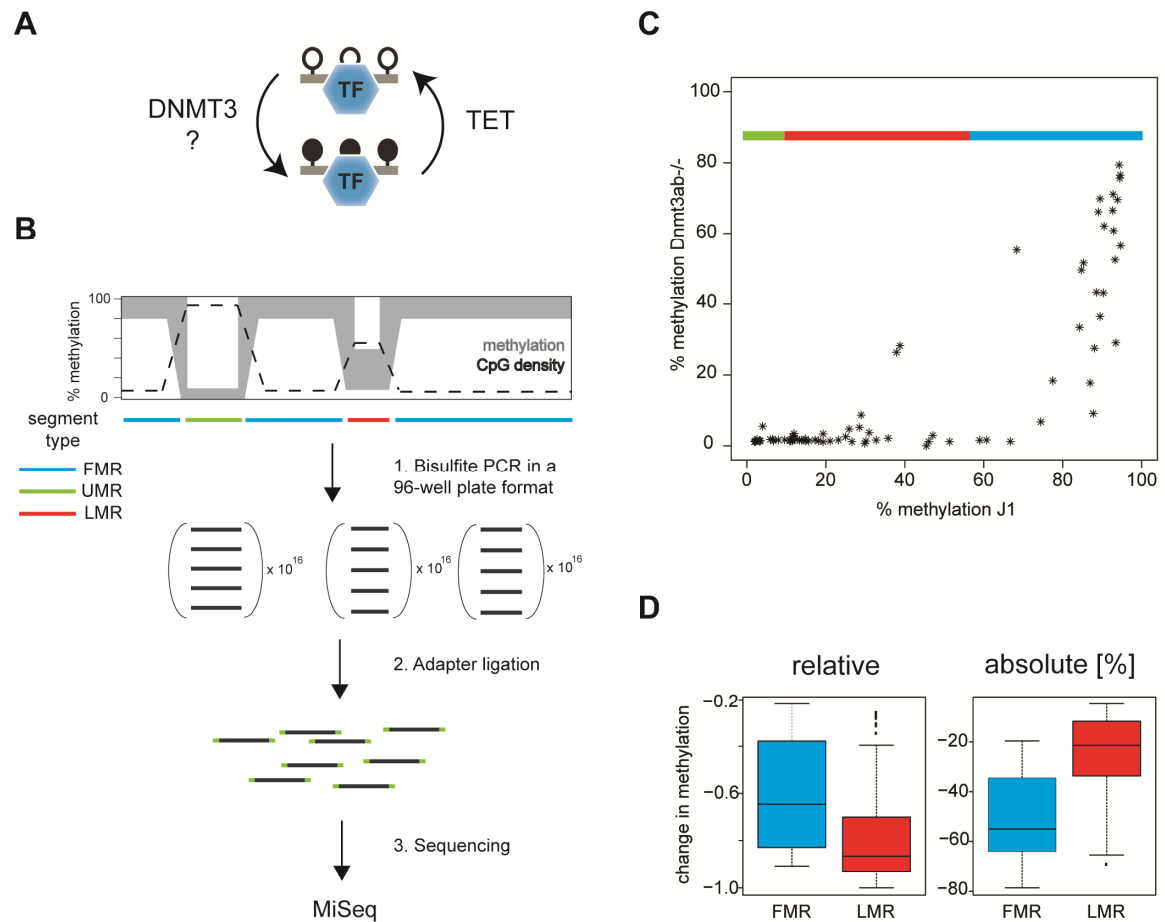 A
DNMT3
?
TF
TF
TET
B
% methylation
100
0
methylation
CpG density
segment
type
FMR
UMR
LMR
1. Bisulfite PCR in a
96-well plate format
x 10^16
x 10^16
x 10^16
2. Adapter ligation
3. Sequencing
MiSeq
C
% methylation Dnmt3ab-/-
100
80
60
40
20
0
0
20
40
60
80
100
% methylation J1
D
relative
absolute [%]
change in methylation
−0.2
−0.6
−1.0
−20
−40
−60
−80
FMR
LMR
FMR
LMR